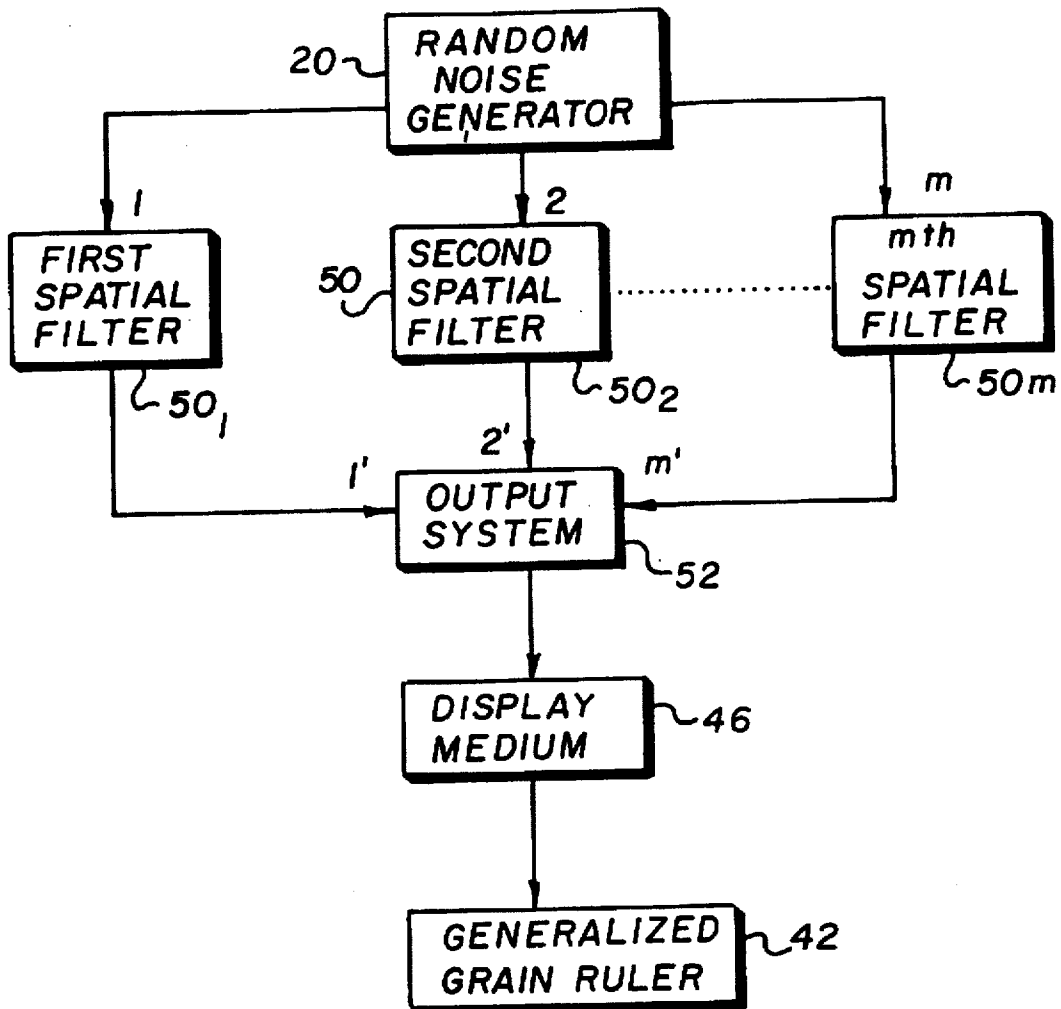 RANDOM
NOISE
GENERATOR
20
1
2
m
FIRST
SPATIAL
FILTER
50₁
50
SECOND
SPATIAL
FILTER
50₂
mth
SPATIAL
FILTER
50m
1'
2'
m'
OUTPUT
SYSTEM
52
DISPLAY
MEDIUM
46
GENERALIZED
GRAIN RULER
42